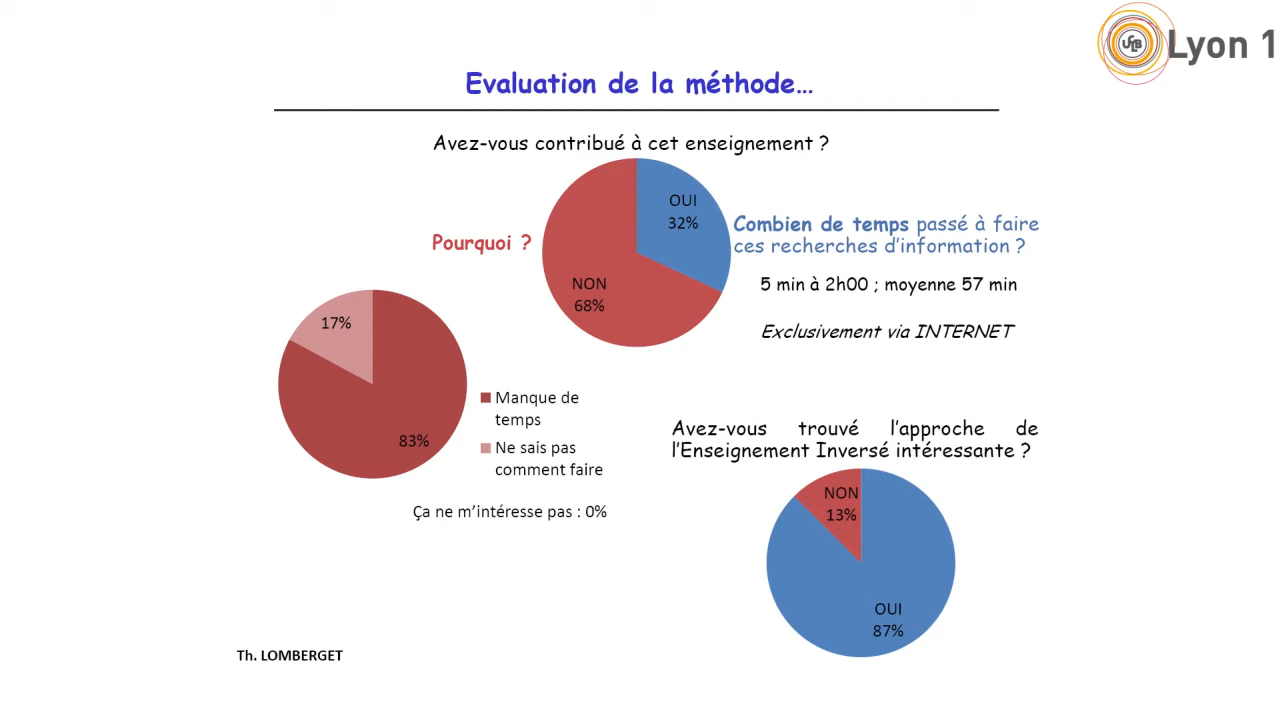 UCLB Lyon 1
Evaluation de la méthode…
Avez-vous contribué à cet enseignement ?
OUI
32%
NON
68%
Pourquoi ?
Combien de temps passé à faire
ces recherches d’information ?
5 min à 2h00 ; moyenne 57 min
Exclusivement via INTERNET
17%
83%
Manque de
temps
Ne sais pas
comment faire
Ça ne m’intéresse pas : 0%
Avez-vous trouvé l’approche de
l’Enseignement Inversé intéressante ?
NON
13%
OUI
87%
Th. LOMBERGET